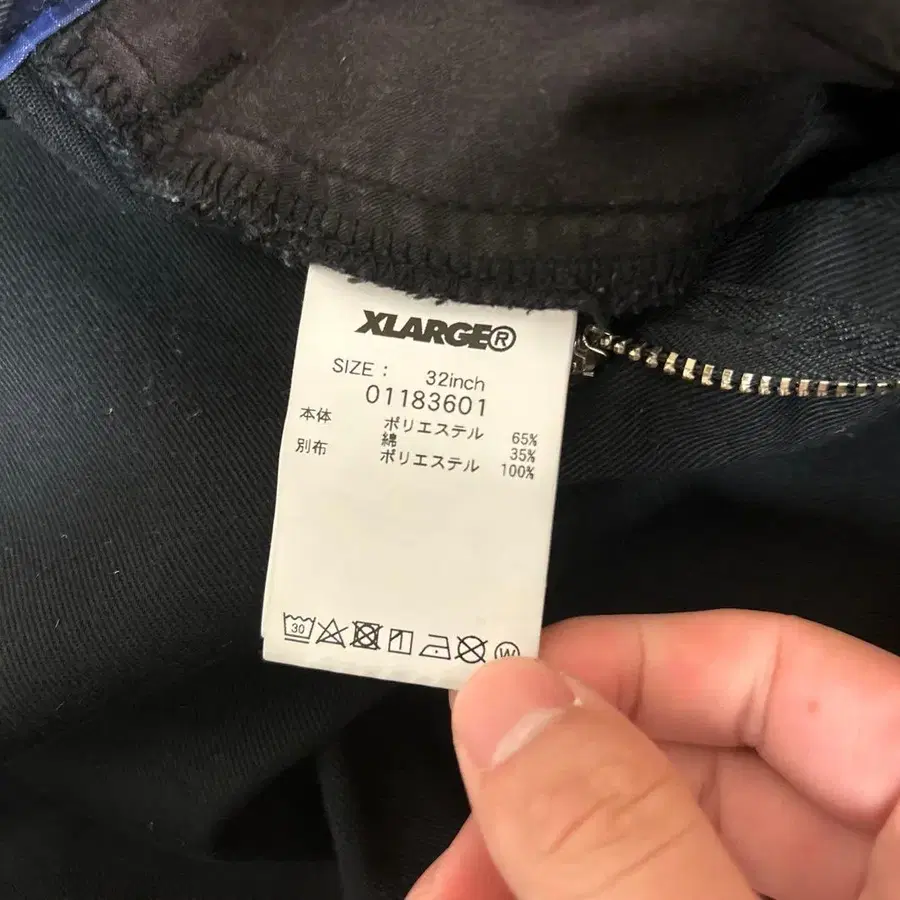 XLARGE®
SIZE : 32inch
01183601
本体 ポリエステル 65%
綿 35%
別布 ポリエステル 100%
30 W